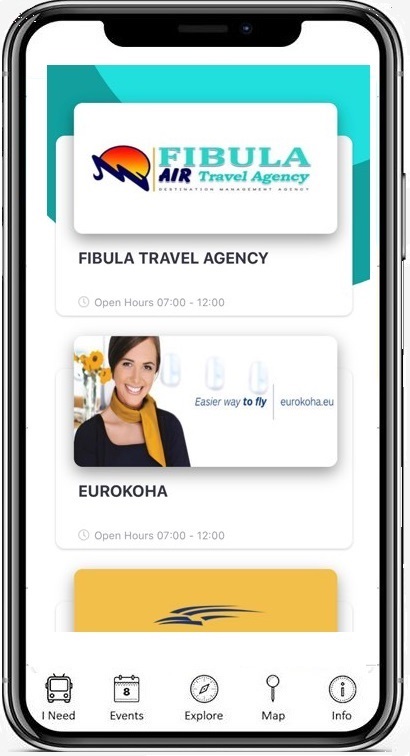 FIBULA
AIR Travel Agency
DESTINATION MANAGEMENT AGENCY
FIBULA TRAVEL AGENCY
Open Hours 07:00 - 12:00
Easier way to fly
eurokoha.eu
EUROKOHA
Open Hours 07:00 - 12:00
8
I Need
Events
Explore
Map
Info